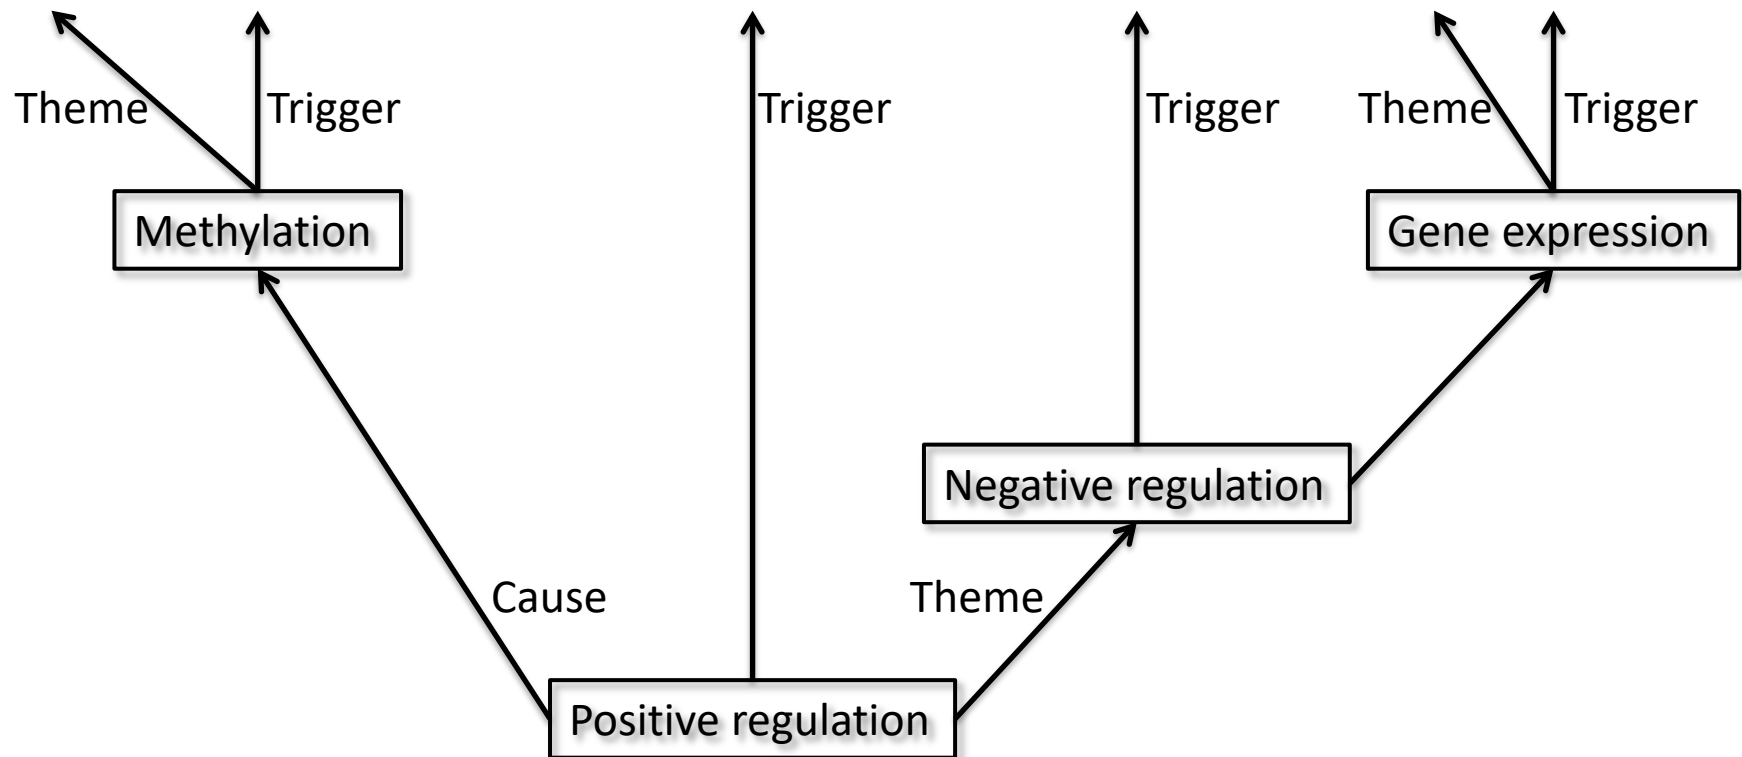 Theme
Trigger
Trigger
Trigger
Theme
Trigger
Methylation
Gene expression
Negative regulation
Cause
Theme
Positive regulation